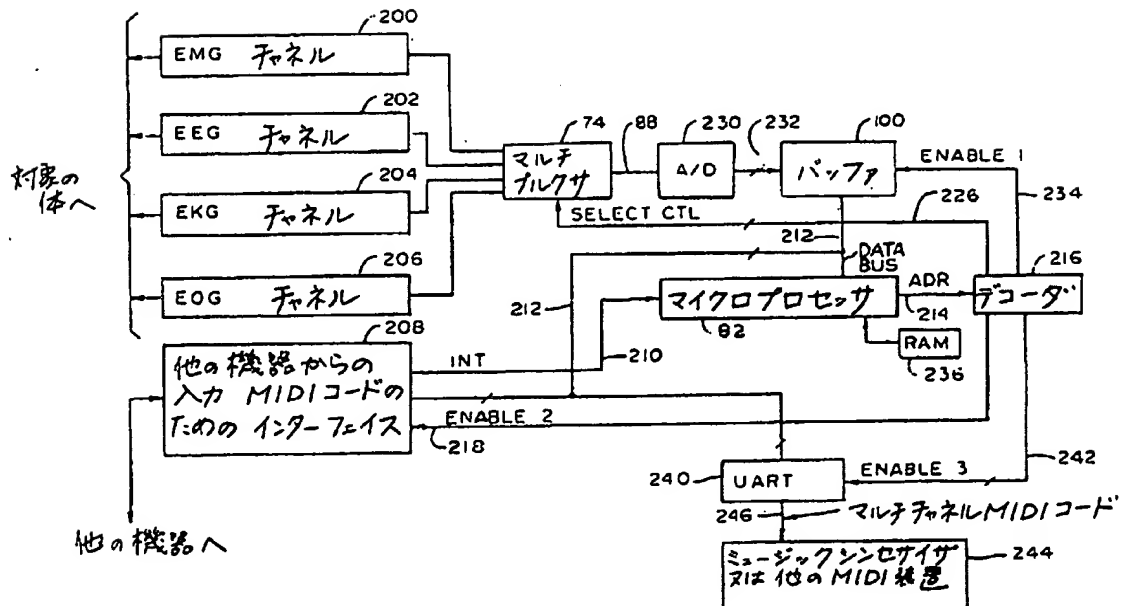 対象の
体へ
200
EMG チャネル
202
EEG チャネル
204
EKG チャネル
206
EOG チャネル
74
マルチ
プルクサ
88
230
A/D
232
100
バッファ
ENABLE 1
234
SELECT CTL
226
212
DATA
BUS
216
デコーダ
マイクロプロセッサ
82
ADR
214
RAM
236
212
208
他の機器からの
入力 MIDIコードの
ための インターフェイス
INT
210
ENABLE 2
218
他の機器へ
240
UART
ENABLE 3
242
246
マルチチャネルMIDIコード
ミュージックシンセサイザ
又は他のMIDI装置
244